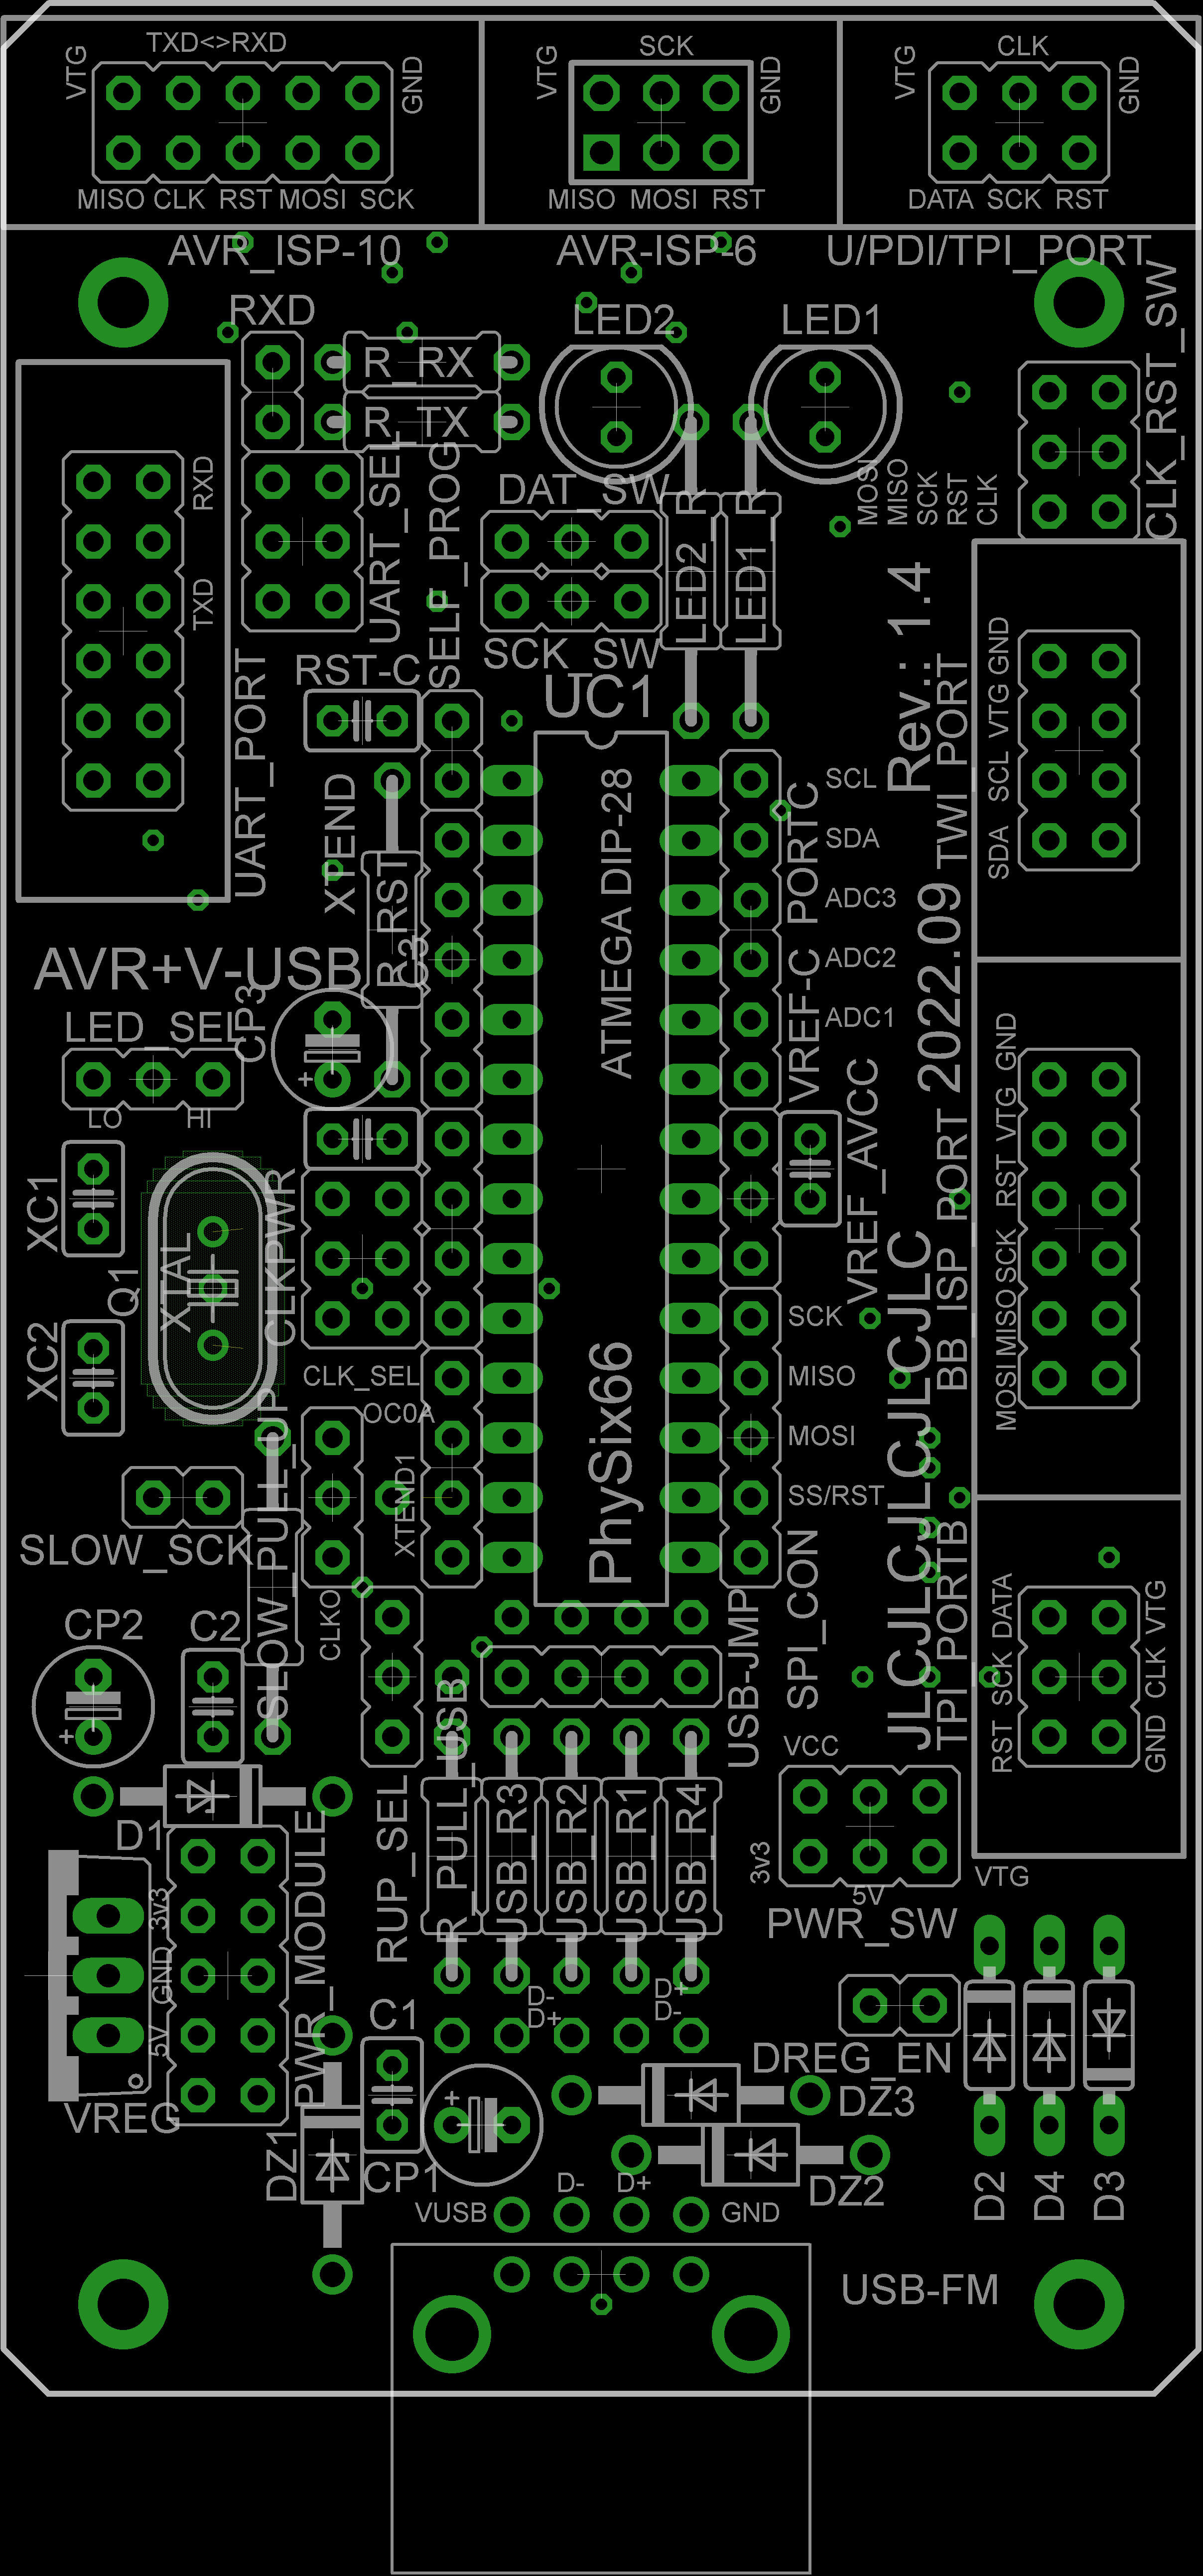 TXD<>RXD
VTG
GND
MISO CLK RST MOSI SCK
AVR_ISP-10
SCK
VTG
GND
MISO MOSI RST
AVR-ISP-6
CLK
VTG
GND
DATA SCK RST
U/PDI/TPI_PORT
RXD
R_RX
R_TX
LED2
LED1
CLK_RST_SW
MOSI
MISO
SCK
RST
CLK
RXD
TXD
UART_PORT
UART_SEL
SELF_PROG
DAT_SW
SCK_SW
LED2_R
LED1_R
RST-C
UC1
Rev.: 1.4
2022.09
TWI PORT
SDA SCL VTG GND
XTEND
R_RST
ATMEGA DIP-28
PhySix66
SCL
SDA
ADC3
ADC2
ADC1
PORTC
VREF-C
VREF_AVCC
AVR+V-USB
LED_SEL
LO
HI
CP3
C3
XC1
XC2
Q1
XTAL
CLKPWR
CLK_SEL
OC0A
XTEND1
CLKO
SCK
MISO
MOSI
SS/RST
SPI_CON
BB ISP PORT
MOSI MISO SCK RST VTG GND
JLCJLCJLCJLC
TPI PORTB
RST SCK DATA
GND CLK VTG
SLOW_SCK
SLOW_PULL_UP
CP2
C2
D1
PWR_MODULE
3v3
GND
5V
VREG
RUP_SEL
R_PULL_USB
USB_R3
USB_R2
USB_R1
USB_R4
USB-JMP
VCC
3v3
5V
VTG
PWR_SW
D-
D+
D+
D-
C1
CP1
DZ1
DREG_EN
DZ3
DZ2
D2
D4
D3
VUSB
D-
D+
GND
USB-FM